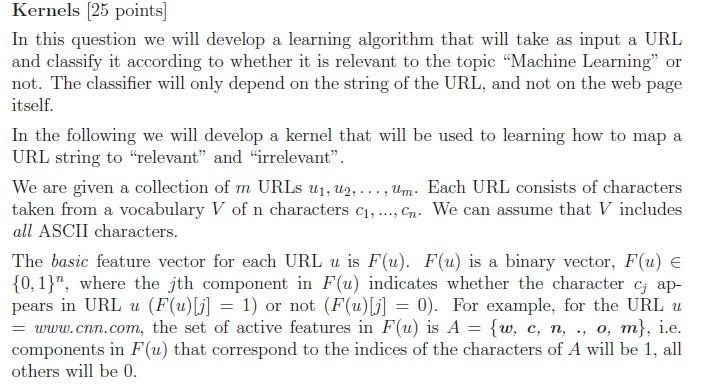 Kernels [25 points]
In this question we will develop a learning algorithm that will take as input a URL
and classify it according to whether it is relevant to the topic “Machine Learning” or
not. The classifier will only depend on the string of the URL, and not on the web page
itself.
In the following we will develop a kernel that will be used to learning how to map a
URL string to “relevant” and “irrelevant”.
We are given a collection of m URLs u₁, u₂, . . . , uₘ. Each URL consists of characters
taken from a vocabulary V of n characters c₁, ..., cₙ. We can assume that V includes
all ASCII characters.
The basic feature vector for each URL u is F(u). F(u) is a binary vector, F(u) ∈
{0, 1}ⁿ, where the jth component in F(u) indicates whether the character cⱼ ap-
pears in URL u (F(u)[j] = 1) or not (F(u)[j] = 0). For example, for the URL u
= www.cnn.com, the set of active features in F(u) is A = {w, c, n, ., o, m}, i.e.
components in F(u) that correspond to the indices of the characters of A will be 1, all
others will be 0.